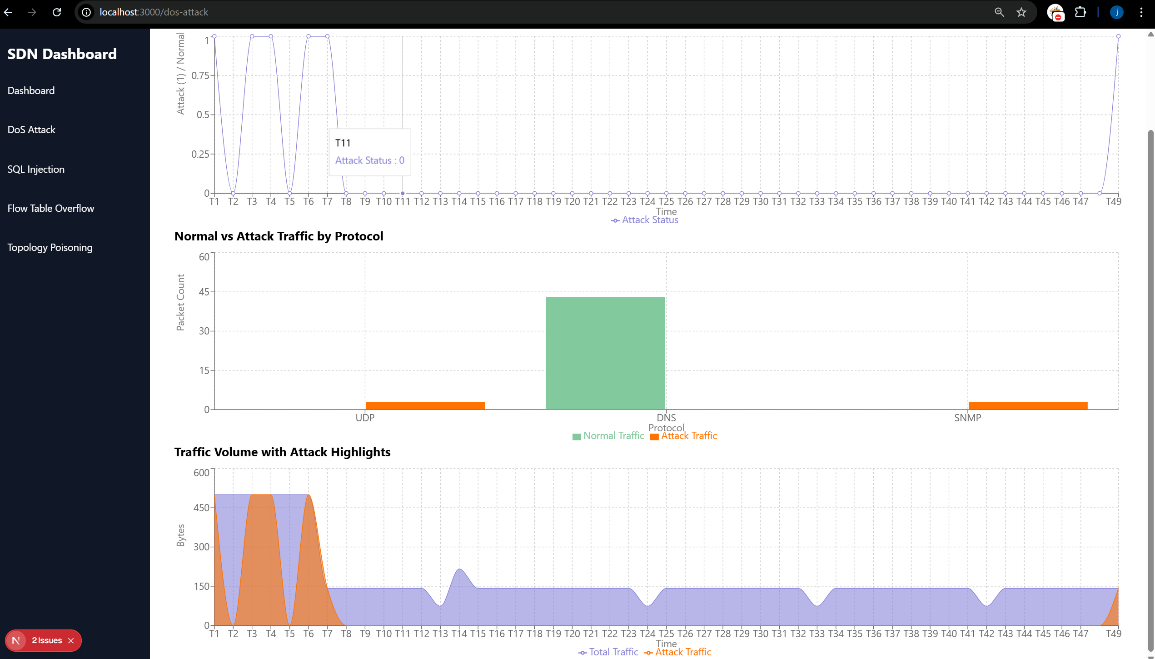 localhost:3000/dos-attack
J
SDN Dashboard
Dashboard
DoS Attack
SQL Injection
Flow Table Overflow
Topology Poisoning
N 2 Issues ×
Attack (1) / Normal
1
0.75
0.5
0.25
0
T11
Attack Status : 0
T1 T2 T3 T4 T5 T6 T7 T8 T9 T10 T11 T12 T13 T14 T15 T16 T17 T18 T19 T20 T21 T22 T23 T24 T25 T26 T27 T28 T29 T30 T31 T32 T33 T34 T35 T36 T37 T38 T39 T40 T41 T42 T43 T44 T45 T46 T47 T49
Time
Attack Status
Normal vs Attack Traffic by Protocol
Packet Count
60
45
30
15
0
UDP DNS SNMP
Protocol
Normal Traffic Attack Traffic
Traffic Volume with Attack Highlights
Bytes
600
450
300
150
0
T1 T2 T3 T4 T5 T6 T7 T8 T9 T10 T11 T12 T13 T14 T15 T16 T17 T18 T19 T20 T21 T22 T23 T24 T25 T26 T27 T28 T29 T30 T31 T32 T33 T34 T35 T36 T37 T38 T39 T40 T41 T42 T43 T44 T45 T46 T47 T49
Time
Total Traffic Attack Traffic